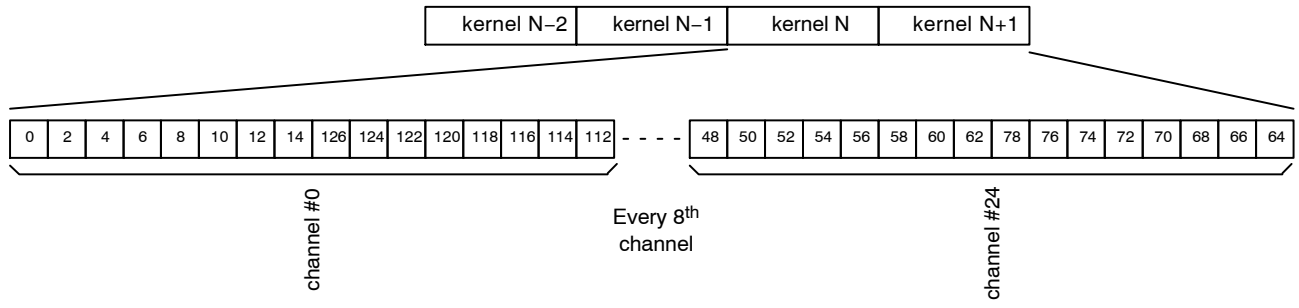 kernel N−2 kernel N−1 kernel N kernel N+1
0 2 4 6 8 10 12 14 126 124 122 120 118 116 114 112 - - - - 48 50 52 54 56 58 60 62 78 76 74 72 70 68 66 64
channel #0
Every 8th
channel
channel #24